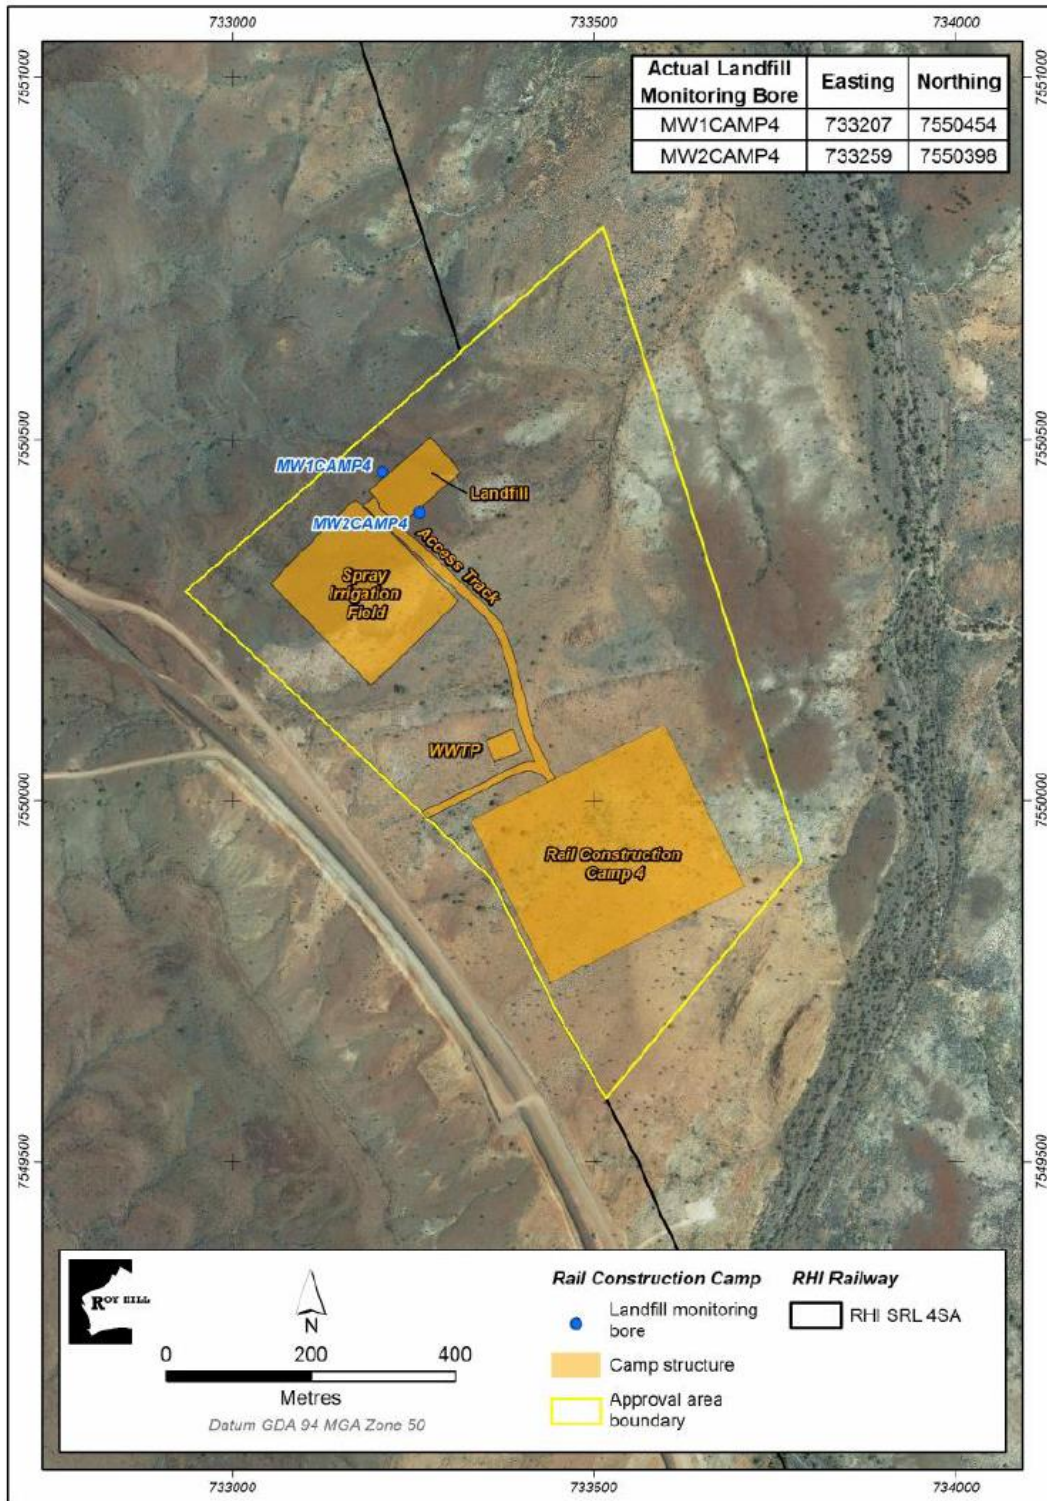 733000
733500
734000
7551000
7551000
Actual Landfill Monitoring Bore Easting Northing
MW1CAMP4 733207 7550454
MW2CAMP4 733259 7550398
7550500
7550500
MW1CAMP4
Landfill
MW2CAMP4
Access Track
Spray
Irrigation
Field
WWTP
7550000
7550000
Rail Construction
Camp 4
7549500
7549500
ROY HILL
N
0 200 400
Metres
Datum GDA 94 MGA Zone 50
Rail Construction Camp
Landfill monitoring
bore
Camp structure
Approval area
boundary
RHI Railway
RHI SRL 4SA
733000
733500
734000